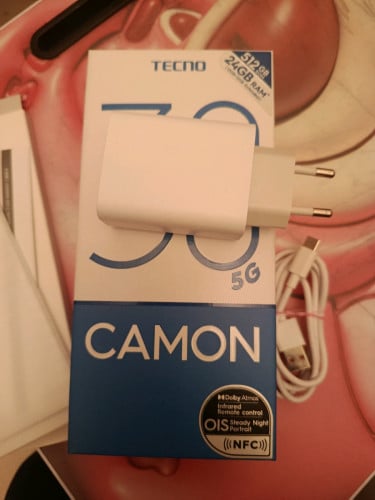 TECNO
512GB
24GB RAM*
30
5G
CAMON
Dolby Atmos
Infrared
Remote control
OIS Steady Night
Portrait
NFC